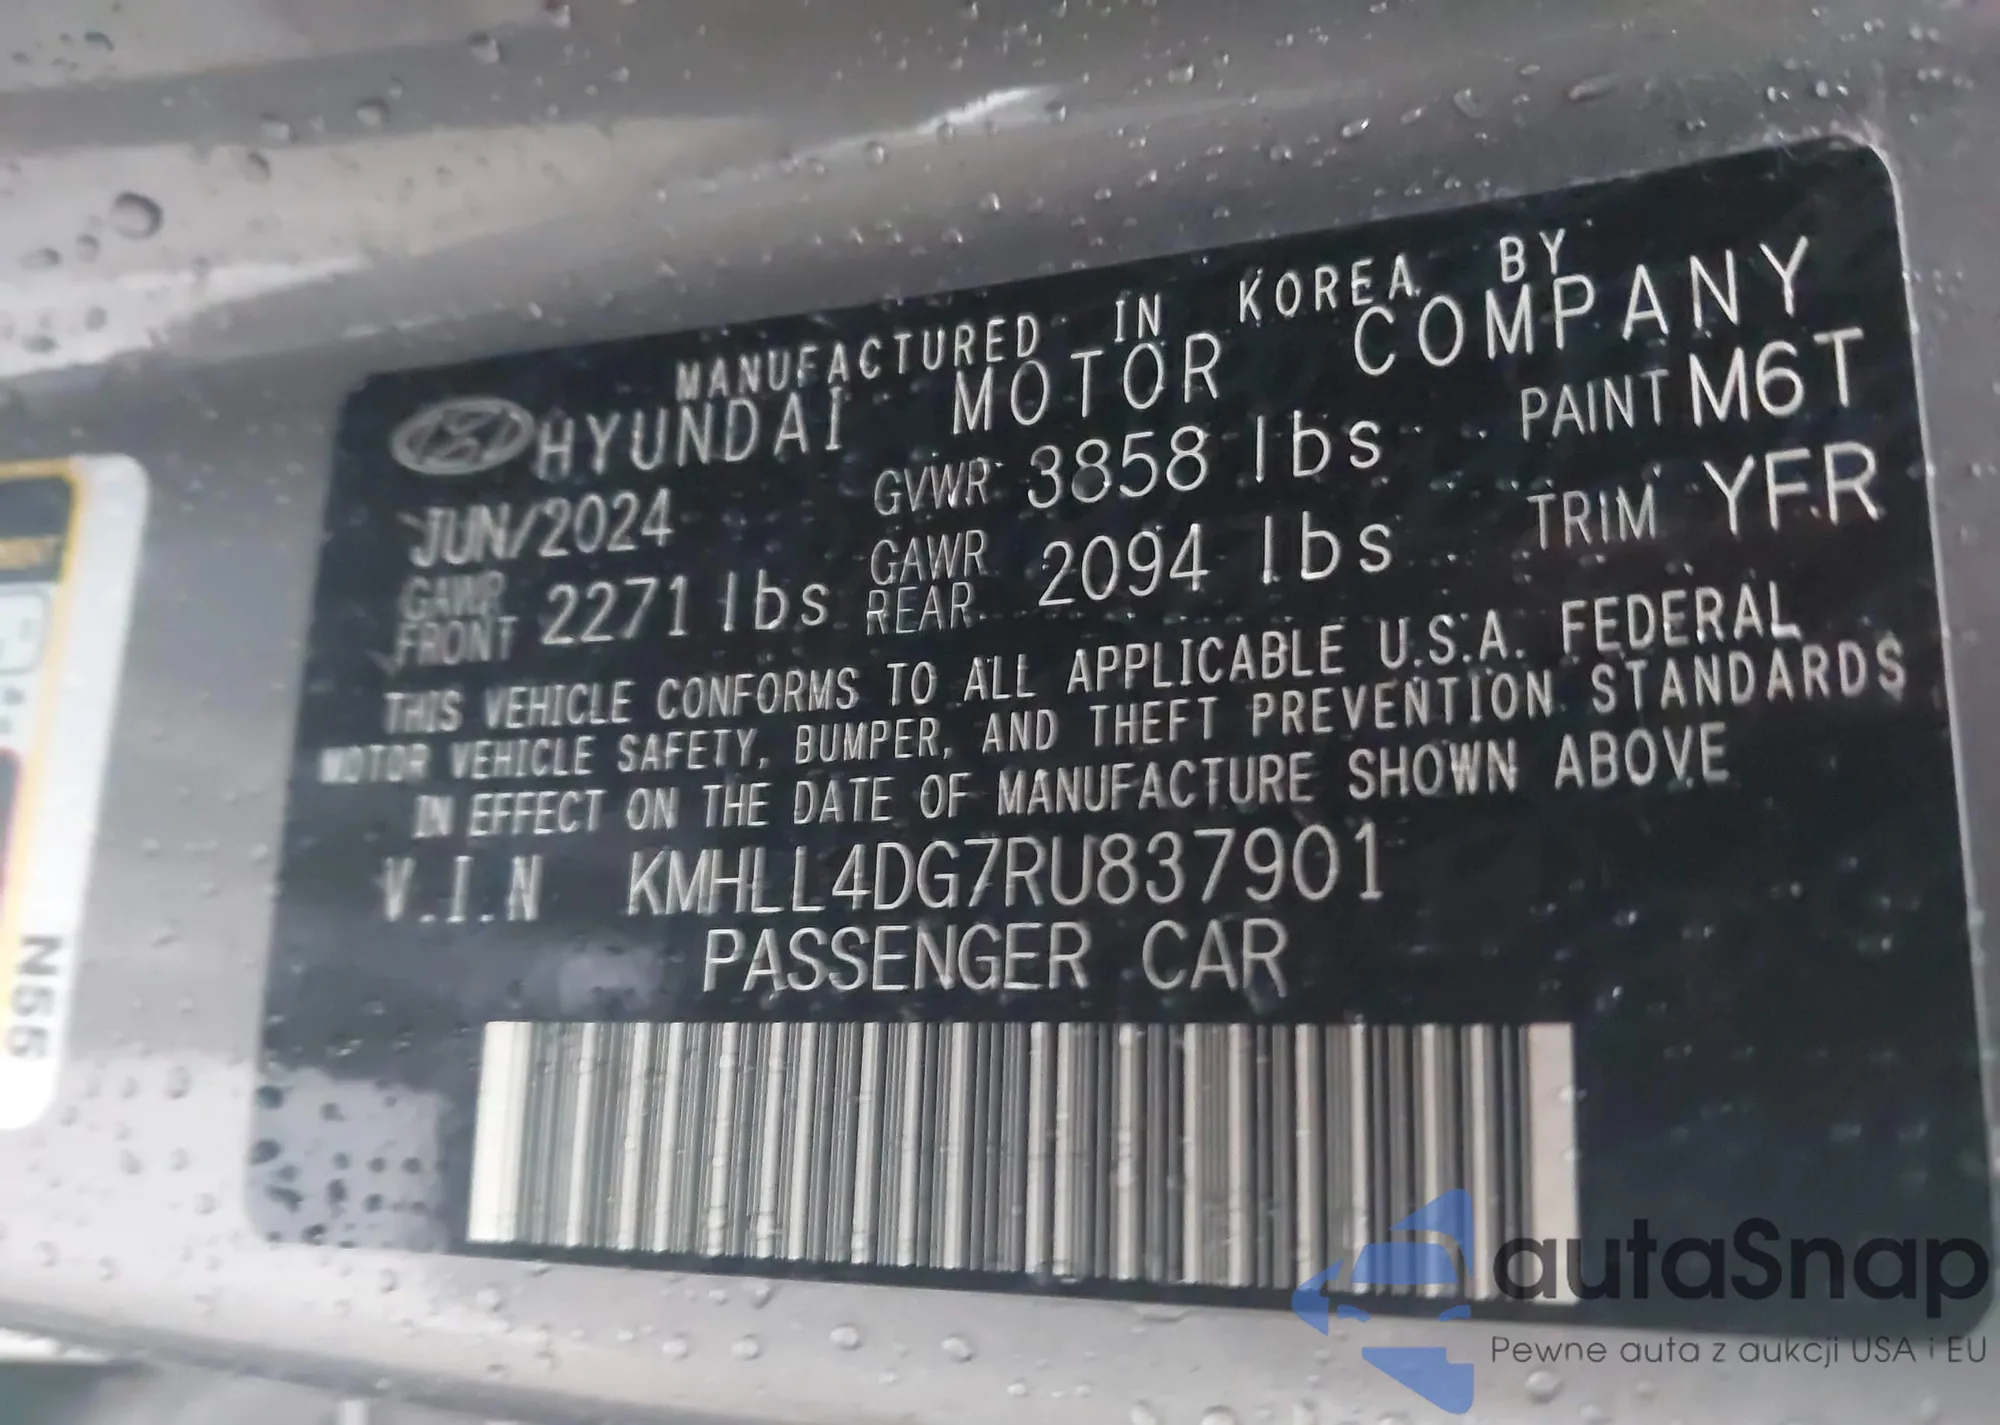 MANUFACTURED IN KOREA BY
HYUNDAI MOTOR COMPANY
JUN/2024 GVWR 3858 lbs PAINT M6T
GAWR FRONT 2271 lbs GAWR REAR 2094 lbs TRIM YFR
THIS VEHICLE CONFORMS TO ALL APPLICABLE U.S.A. FEDERAL
MOTOR VEHICLE SAFETY, BUMPER, AND THEFT PREVENTION STANDARDS
IN EFFECT ON THE DATE OF MANUFACTURE SHOWN ABOVE
V.I.N KMHLL4DG7RU837901
PASSENGER CAR
N55
autaSnap
Pewne auta z aukcji USA i EU